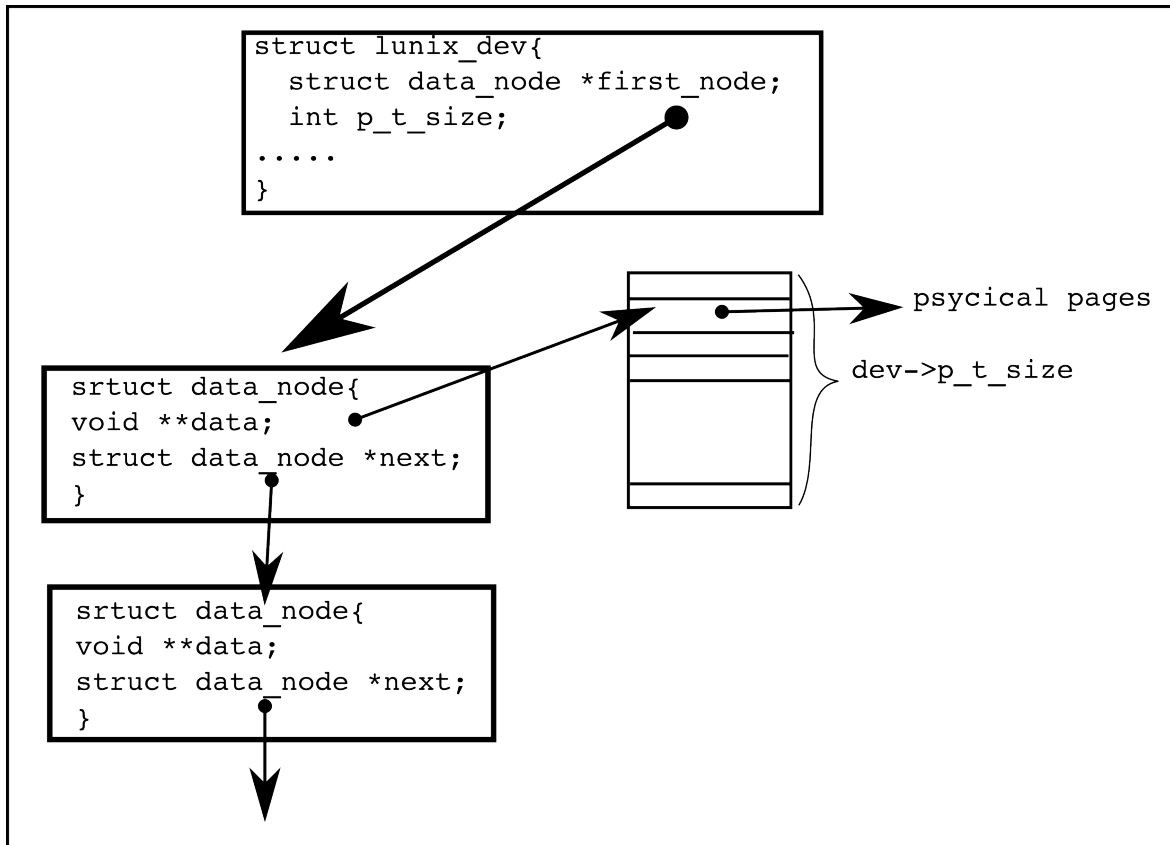 struct lunix_dev{
struct data_node *first_node;
int p_t_size;
.....
}
psycical pages
dev->p_t_size
srtuct data_node{
void **data;
struct data_node *next;
}
srtuct data_node{
void **data;
struct data_node *next;
}